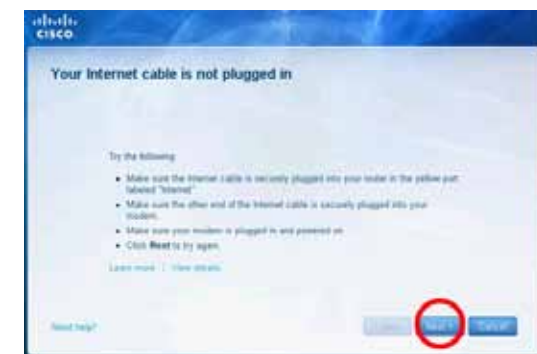 cisco
Your Internet cable is not plugged in
Try the following:
• Make sure the Internet cable is securely plugged into your router in the yellow port
labeled "Internet"
• Make sure the other end of the Internet cable is securely plugged into your
modem.
• Make sure your modem is plugged in and powered on
• Click Next to try again.
Learn more | View details
Need help?
Next
Cancel